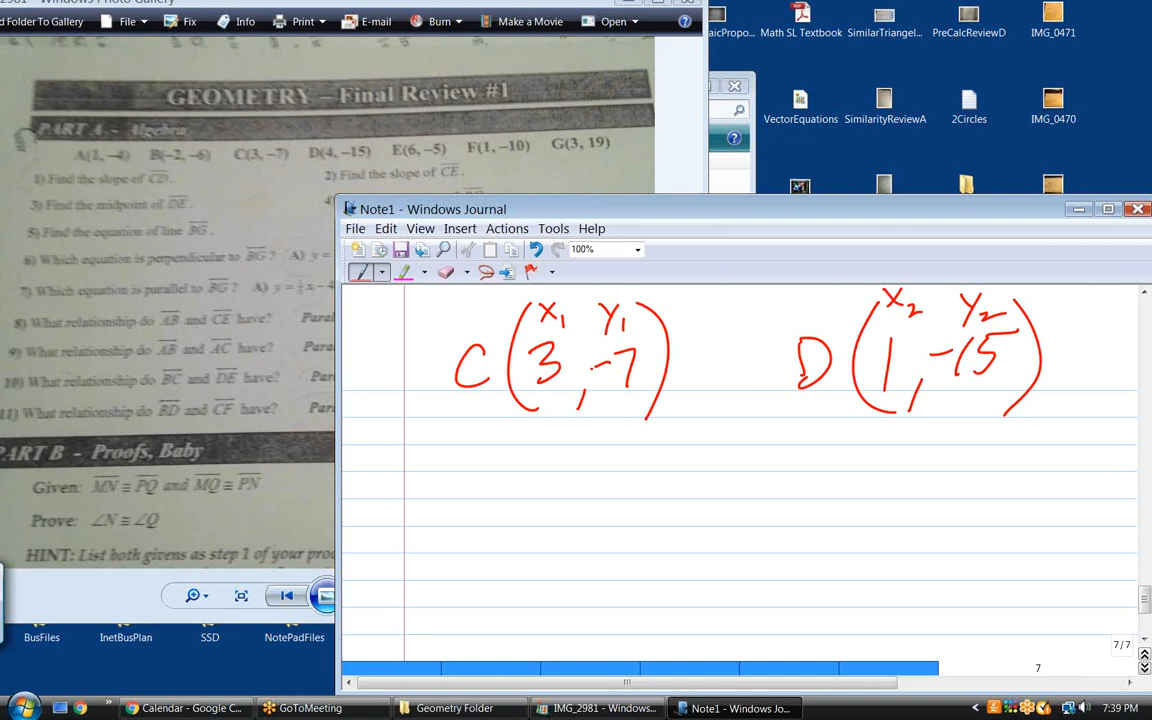 File Fix Info Print E-mail Burn Make a Movie Open
Math SL Textbook SimilarTriangel... PreCalcReviewD IMG_0471
VectorEquations SimilarityReviewA 2Circles IMG_0470
GEOMETRY – Final Review #1
PART A - Algebra
A(1, –4) B(–2, –6) C(3, –7) D(4, –15) E(6, –5) F(1, –10) G(3, 19)
1) Find the slope of CD. 2) Find the slope of CE.
3) Find the midpoint of DE.
5) Find the equation of line BG.
6) Which equation is perpendicular to BG? A) y =
7) Which equation is parallel to BG?
8) What relationship do AB and CE have?
9) What relationship do AB and AC have?
10) What relationship do BC and DE have?
11) What relationship do BD and CF have?
PART B - Proofs, Baby
Given: MN ≅ PQ and MQ ≅ PN
Prove: ∠N ≅ ∠Q
HINT: List both givens as step 1 of your
Note1 - Windows Journal
File Edit View Insert Actions Tools Help
100%
x1 y1 x2 y2
C (3, -7) D (1, -15)
7/7
7
BusFiles InetBusPlan SSD NotePadFiles
Calendar - Google C... GoToMeeting Geometry Folder IMG_2981 - Windows... Note1 - Windows Jo... 7:39 PM